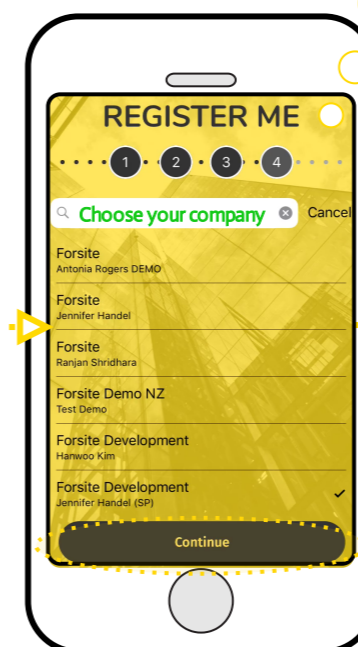 REGISTER ME
1 2 3 4
Choose your company Cancel
Forsite
Antonia Rogers DEMO
Forsite
Jennifer Handel
Forsite
Ranjan Shridhara
Forsite Demo NZ
Test Demo
Forsite Development
Hanwoo Kim
Forsite Development
Jennifer Handel (SP)
Continue